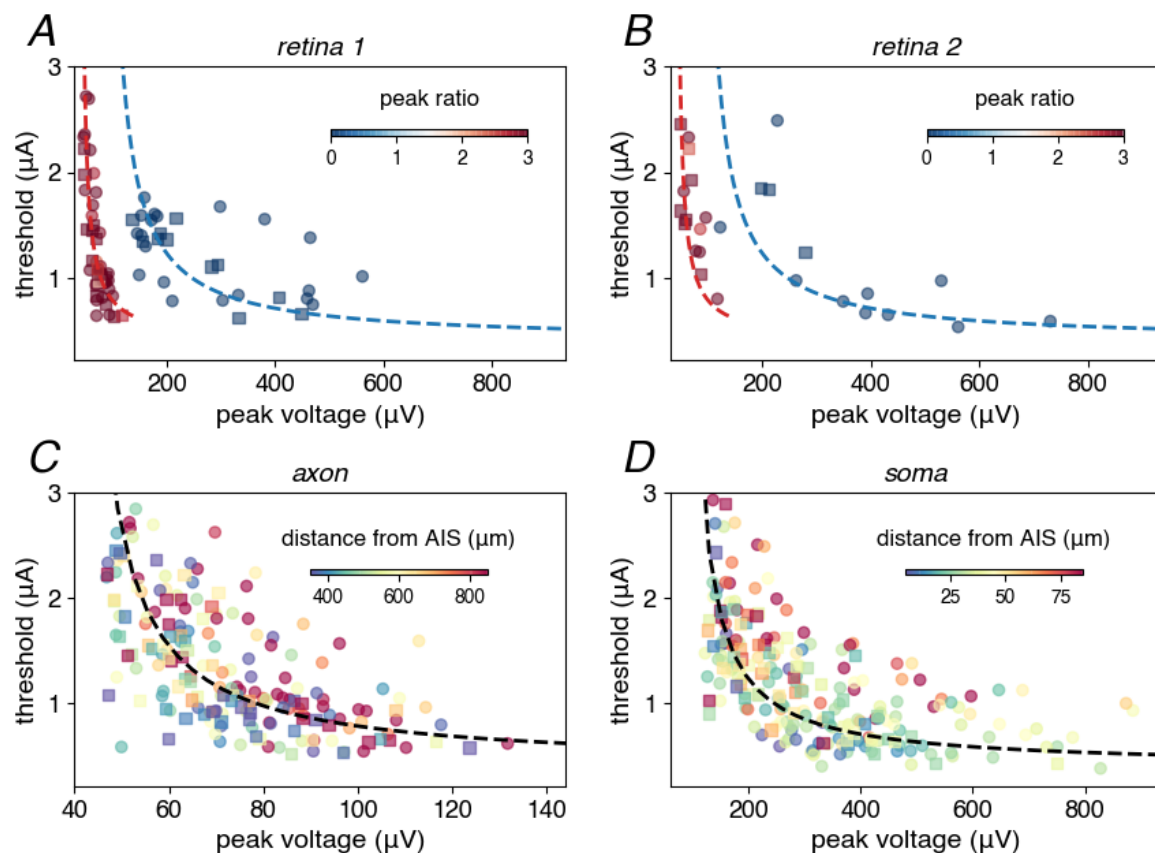 A
retina 1
3
2
1
threshold (µA)
peak ratio
0 1 2 3
200 400 600 800
peak voltage (µV)
B
retina 2
3
2
1
threshold (µA)
peak ratio
0 1 2 3
200 400 600 800
peak voltage (µV)
C
axon
3
2
1
threshold (µA)
distance from AIS (µm)
400 600 800
40 60 80 100 120 140
peak voltage (µV)
D
soma
3
2
1
threshold (µA)
distance from AIS (µm)
25 50 75
200 400 600 800
peak voltage (µV)